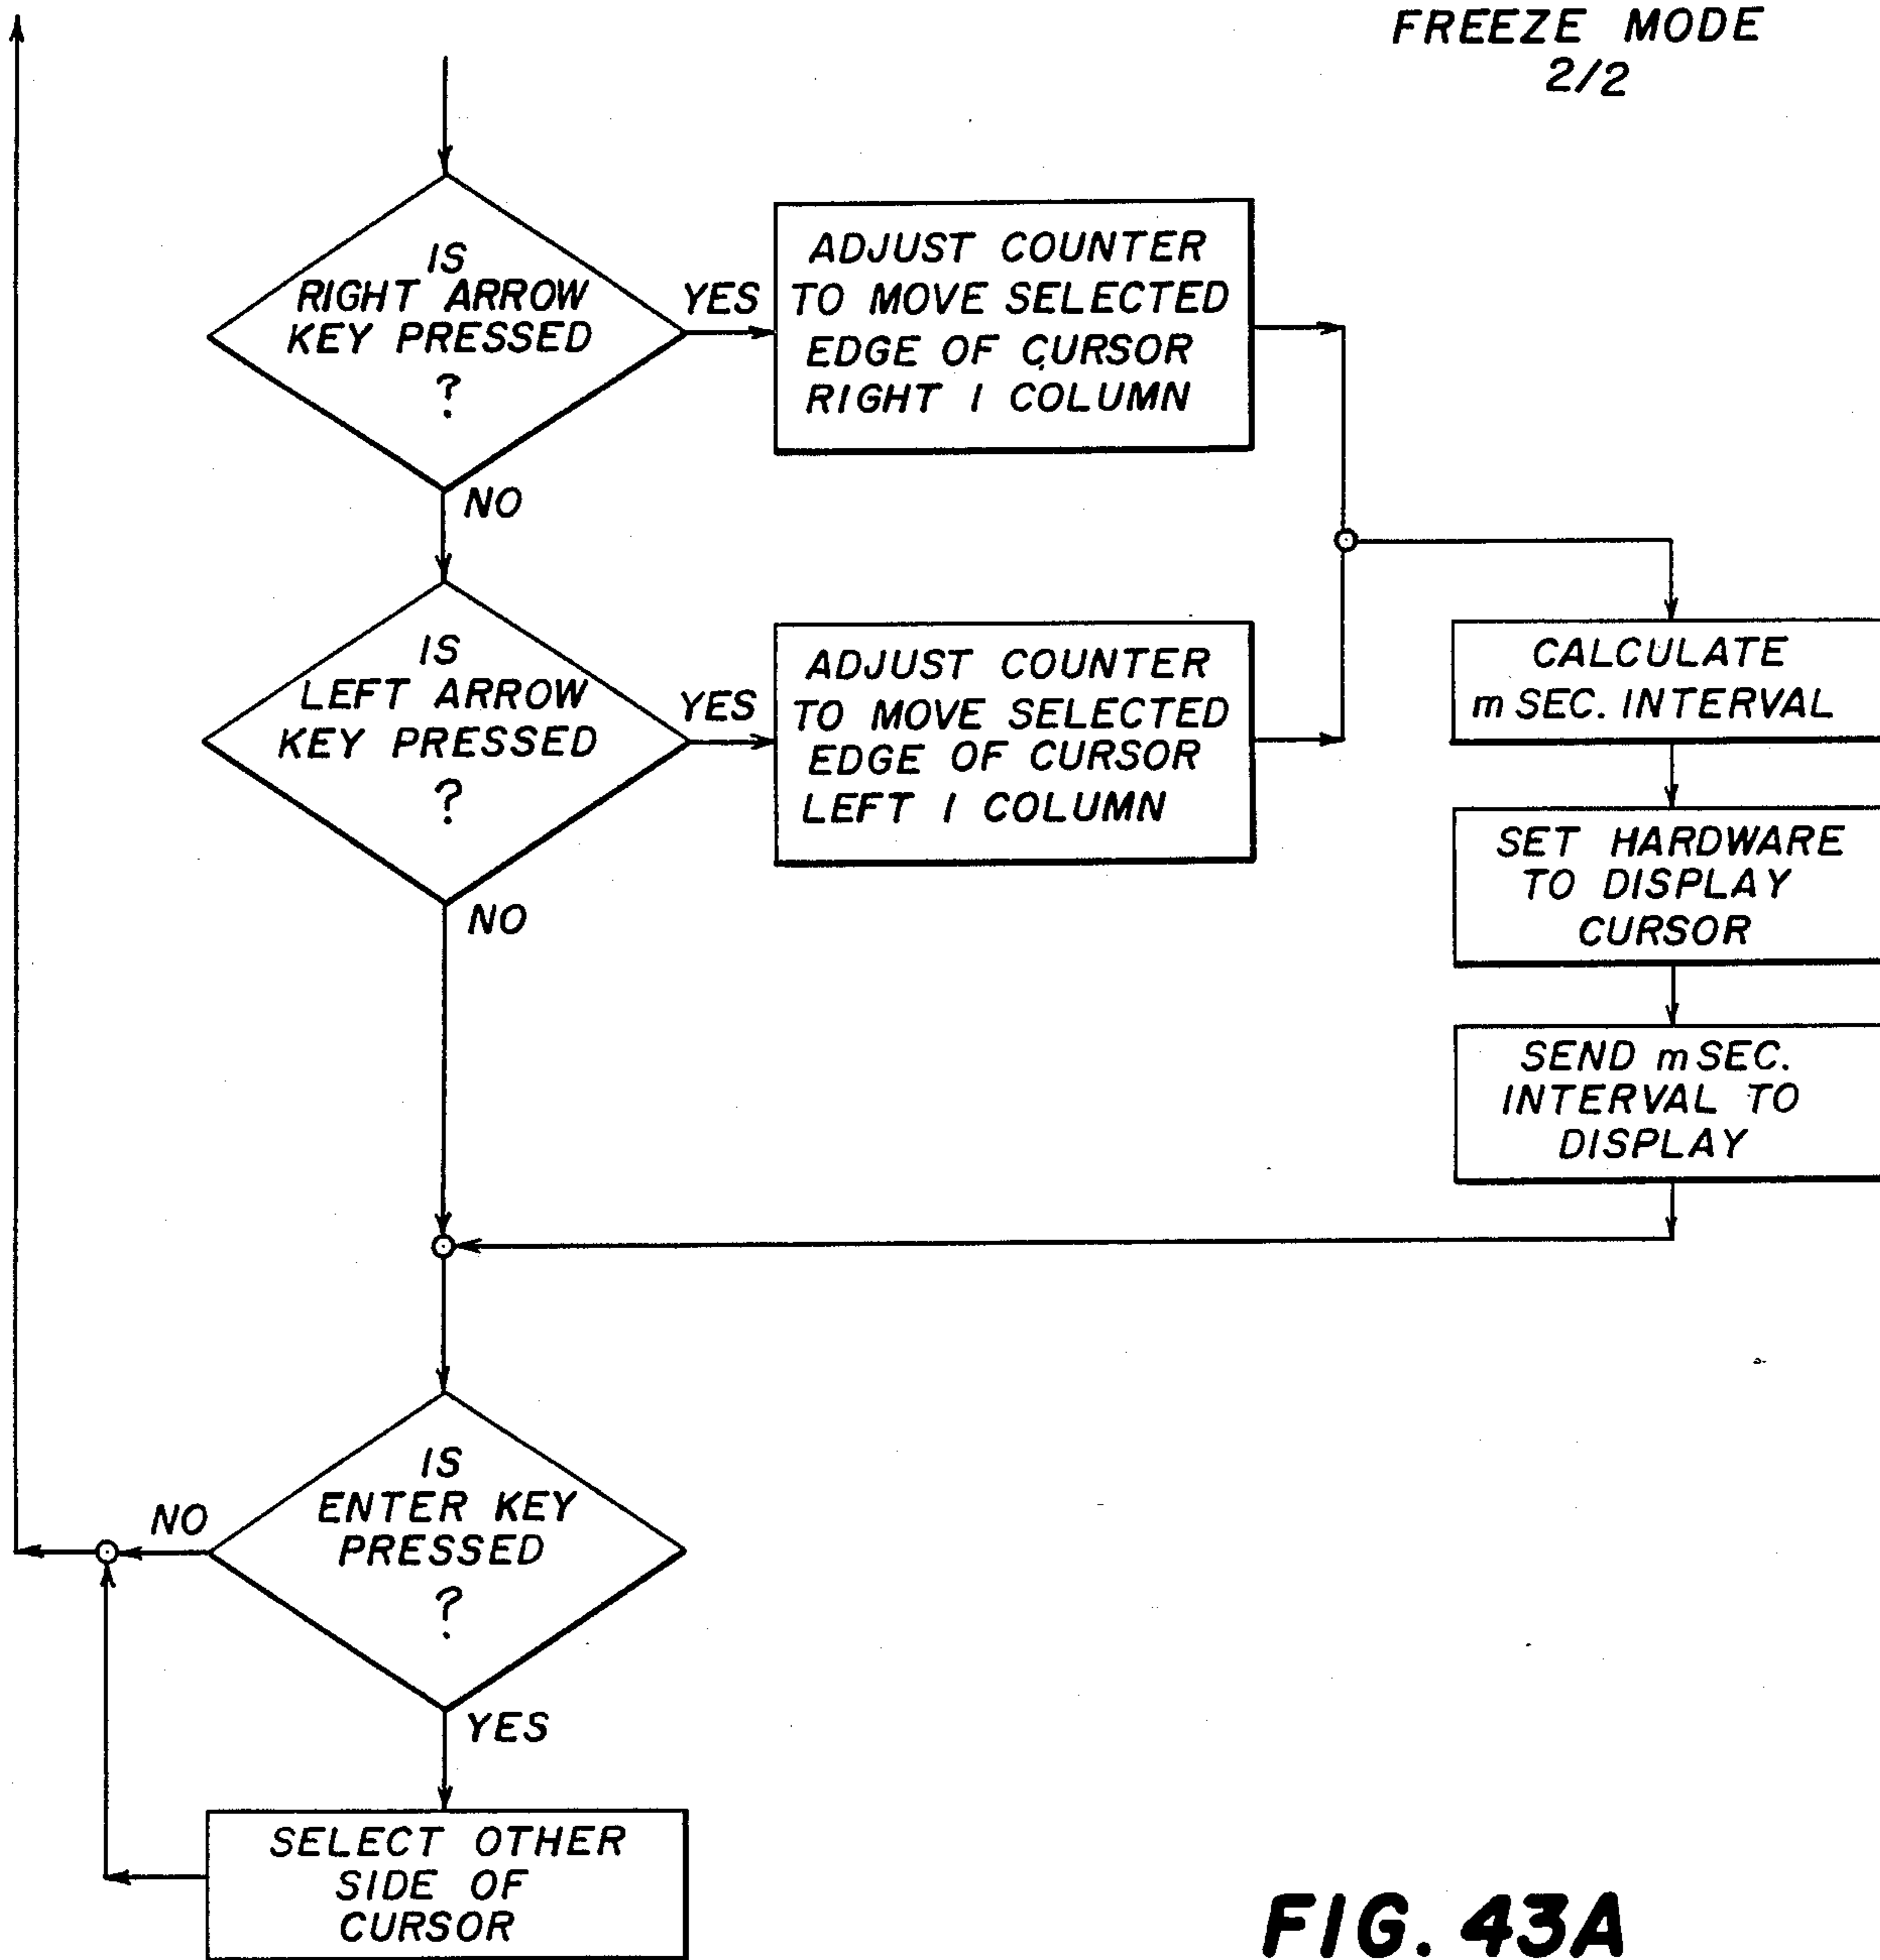 FREEZE MODE
2/2
IS
RIGHT ARROW
KEY PRESSED
?
YES
ADJUST COUNTER
TO MOVE SELECTED
EDGE OF CURSOR
RIGHT 1 COLUMN
NO
IS
LEFT ARROW
KEY PRESSED
?
YES
ADJUST COUNTER
TO MOVE SELECTED
EDGE OF CURSOR
LEFT 1 COLUMN
NO
CALCULATE
m SEC. INTERVAL
SET HARDWARE
TO DISPLAY
CURSOR
SEND m SEC.
INTERVAL TO
DISPLAY
IS
ENTER KEY
PRESSED
?
NO
YES
SELECT OTHER
SIDE OF
CURSOR
FIG. 43A